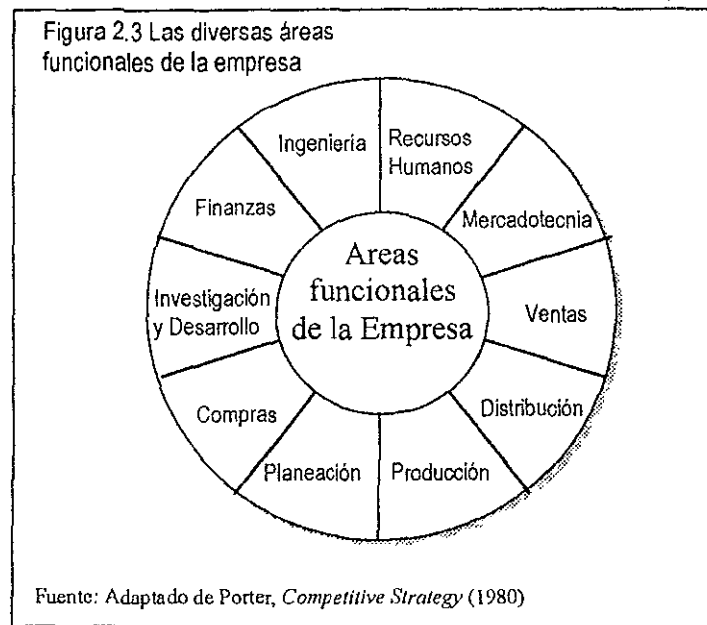 Figura 2.3 Las diversas áreas
funcionales de la empresa
Ingeniería
Recursos
Humanos
Finanzas
Mercadotecnia
Areas
funcionales
de la Empresa
Investigación
y Desarrollo
Ventas
Compras
Distribución
Planeación
Producción
Fuente: Adaptado de Porter, Competitive Strategy (1980)